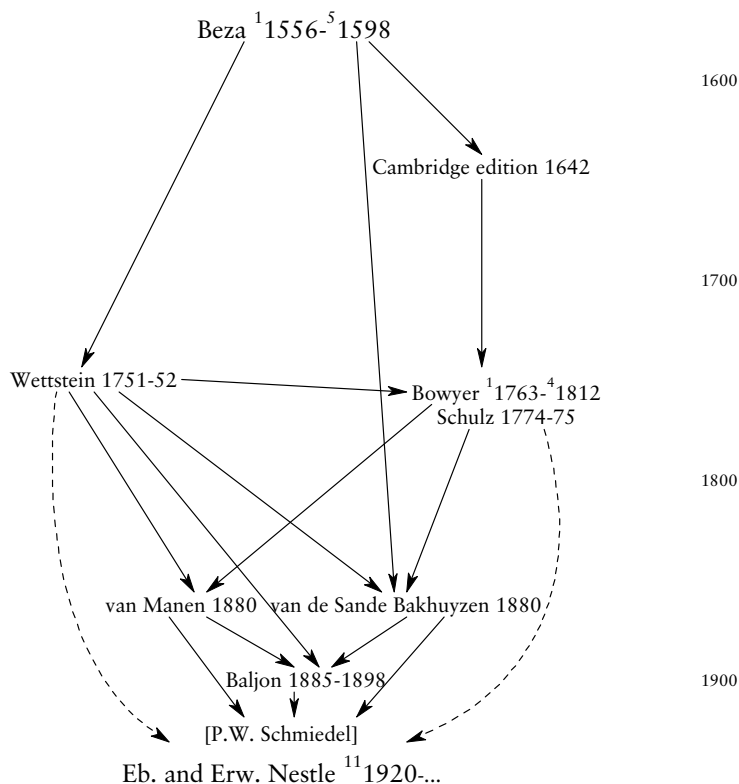 Beza ¹1556-⁵1598
1600
Cambridge edition 1642
1700
Wettstein 1751-52
Bowyer ¹1763-⁴1812
Schulz 1774-75
1800
van Manen 1880
van de Sande Bakhuyzen 1880
Baljon 1885-1898
1900
[P.W. Schmiedel]
Eb. and Erw. Nestle ¹¹1920-...